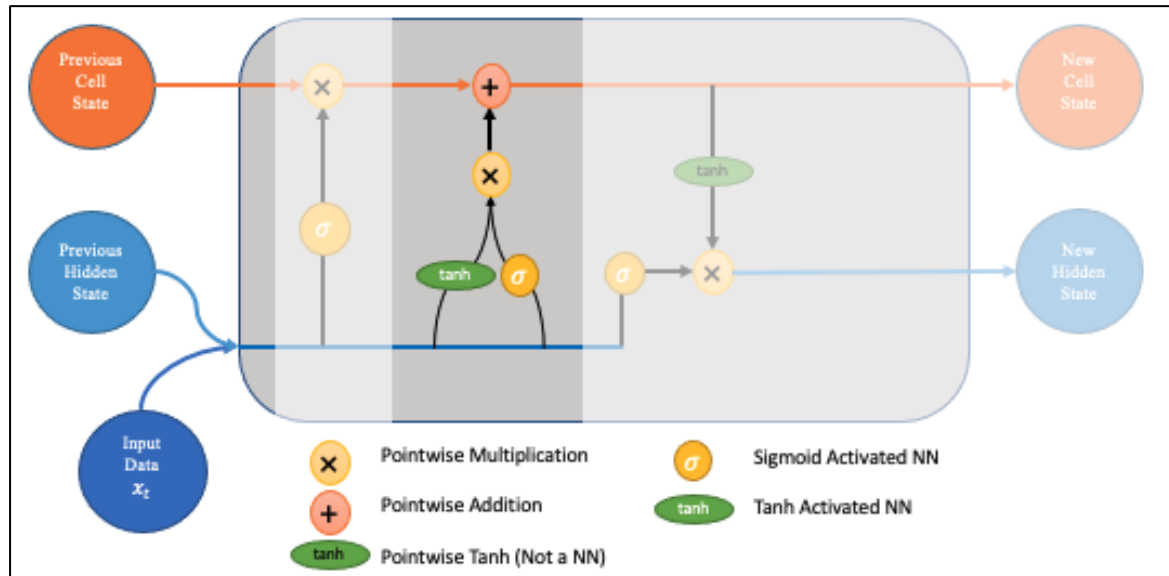 Previous
Cell
State
×
+
New
Cell
State
×
tanh
σ
Previous
Hidden
State
tanh
σ
σ
×
New
Hidden
State
Input
Data
xₜ
× Pointwise Multiplication
σ Sigmoid Activated NN
+ Pointwise Addition
tanh Tanh Activated NN
tanh Pointwise Tanh (Not a NN)